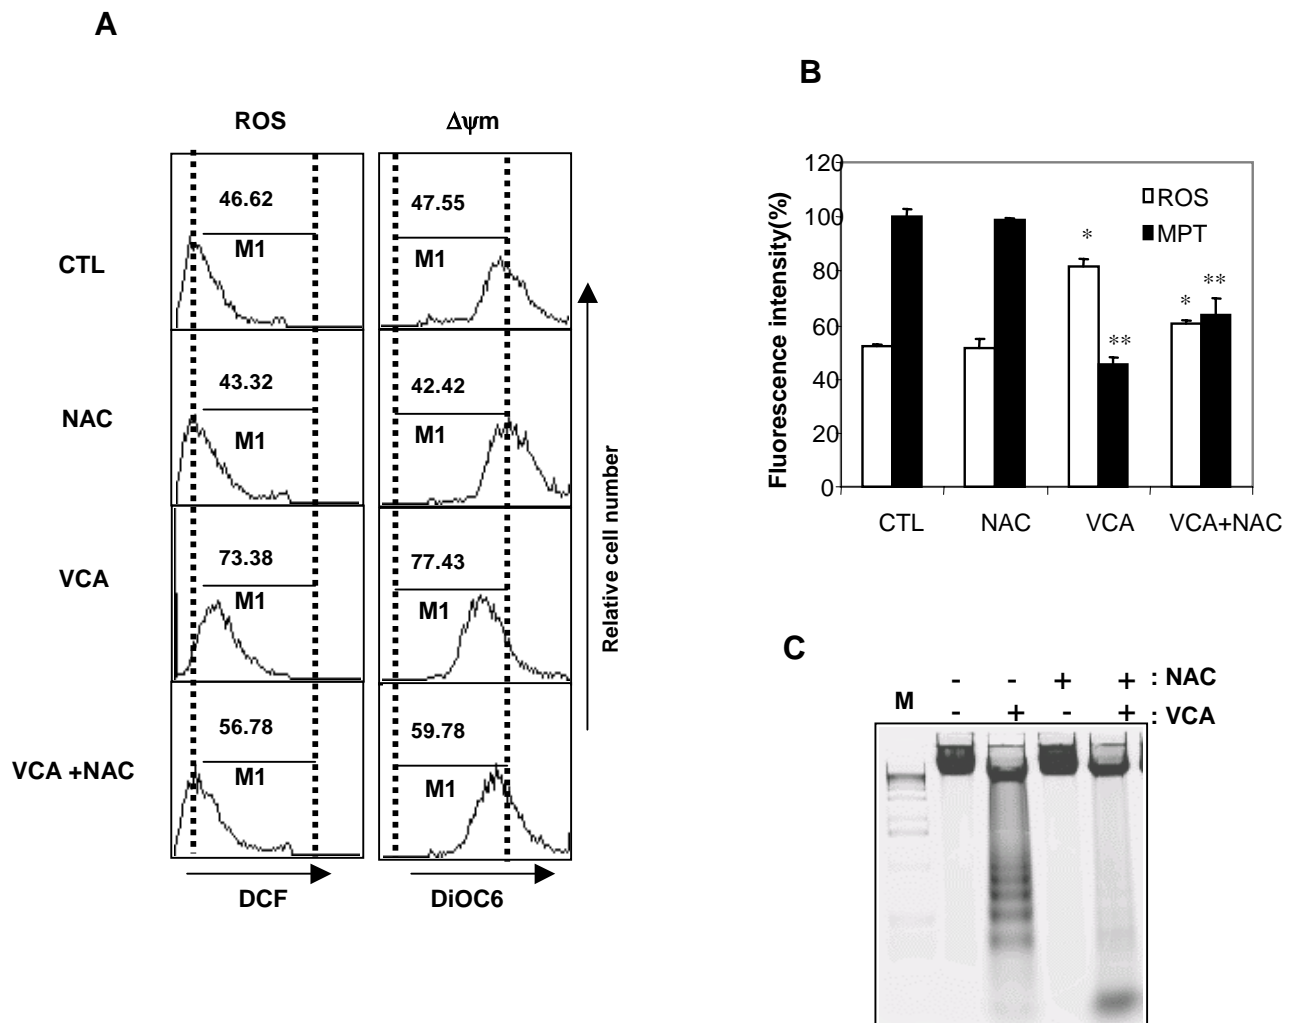 A
ROS Δψm
CTL
46.62 47.55
M1 M1
NAC
43.32 42.42
M1 M1
VCA
73.38 77.43
M1 M1
VCA +NAC
56.78 59.78
M1 M1
DCF DiOC6
Relative cell number
B
Fluorescence intensity(%)
120
100
80
60
40
20
0
ROS
MPT
*
**
*
**
CTL NAC VCA VCA+NAC
C
M - - + + : NAC
- + - + : VCA